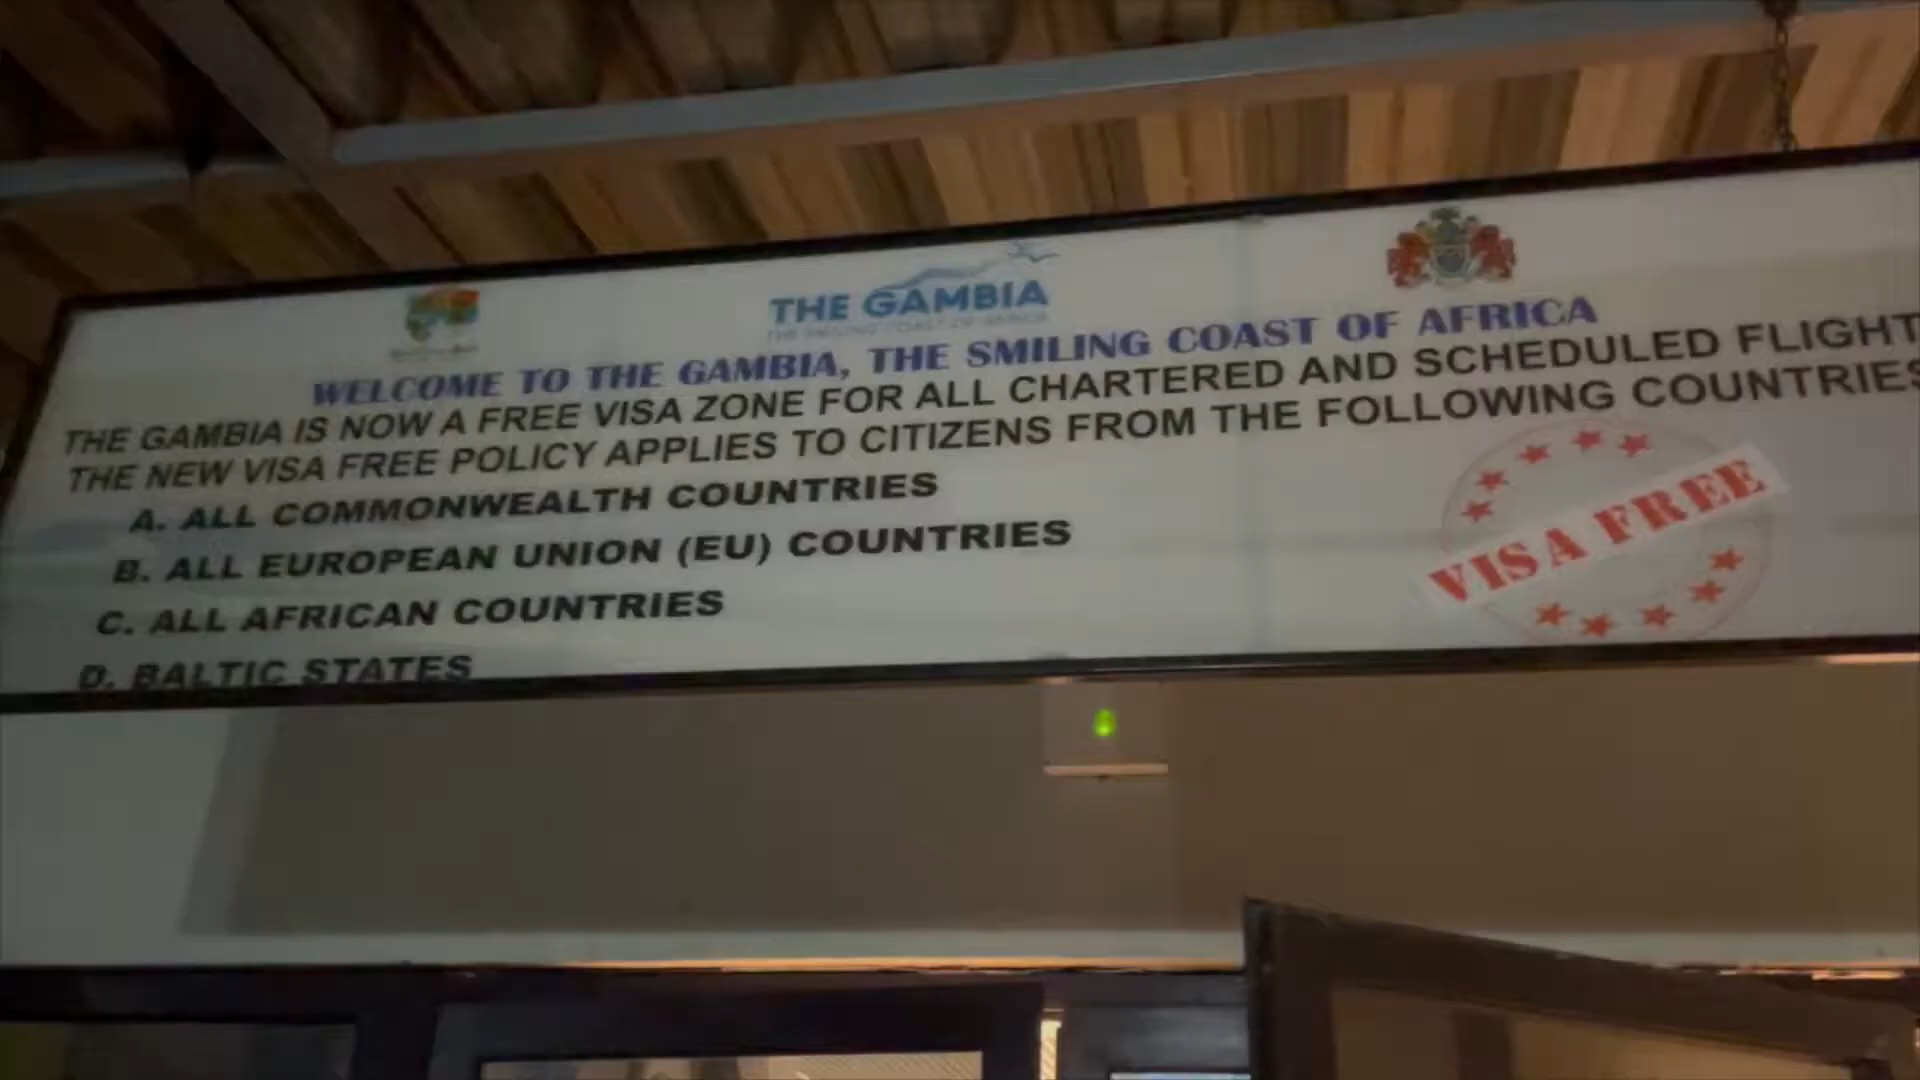 THE GAMBIA
THE SMILING COAST OF AFRICA
WELCOME TO THE GAMBIA, THE SMILING COAST OF AFRICA
THE GAMBIA IS NOW A FREE VISA ZONE FOR ALL CHARTERED AND SCHEDULED FLIGHT
THE NEW VISA FREE POLICY APPLIES TO CITIZENS FROM THE FOLLOWING COUNTRIES
A. ALL COMMONWEALTH COUNTRIES
B. ALL EUROPEAN UNION (EU) COUNTRIES
C. ALL AFRICAN COUNTRIES
D. BALTIC STATES
VISA FREE